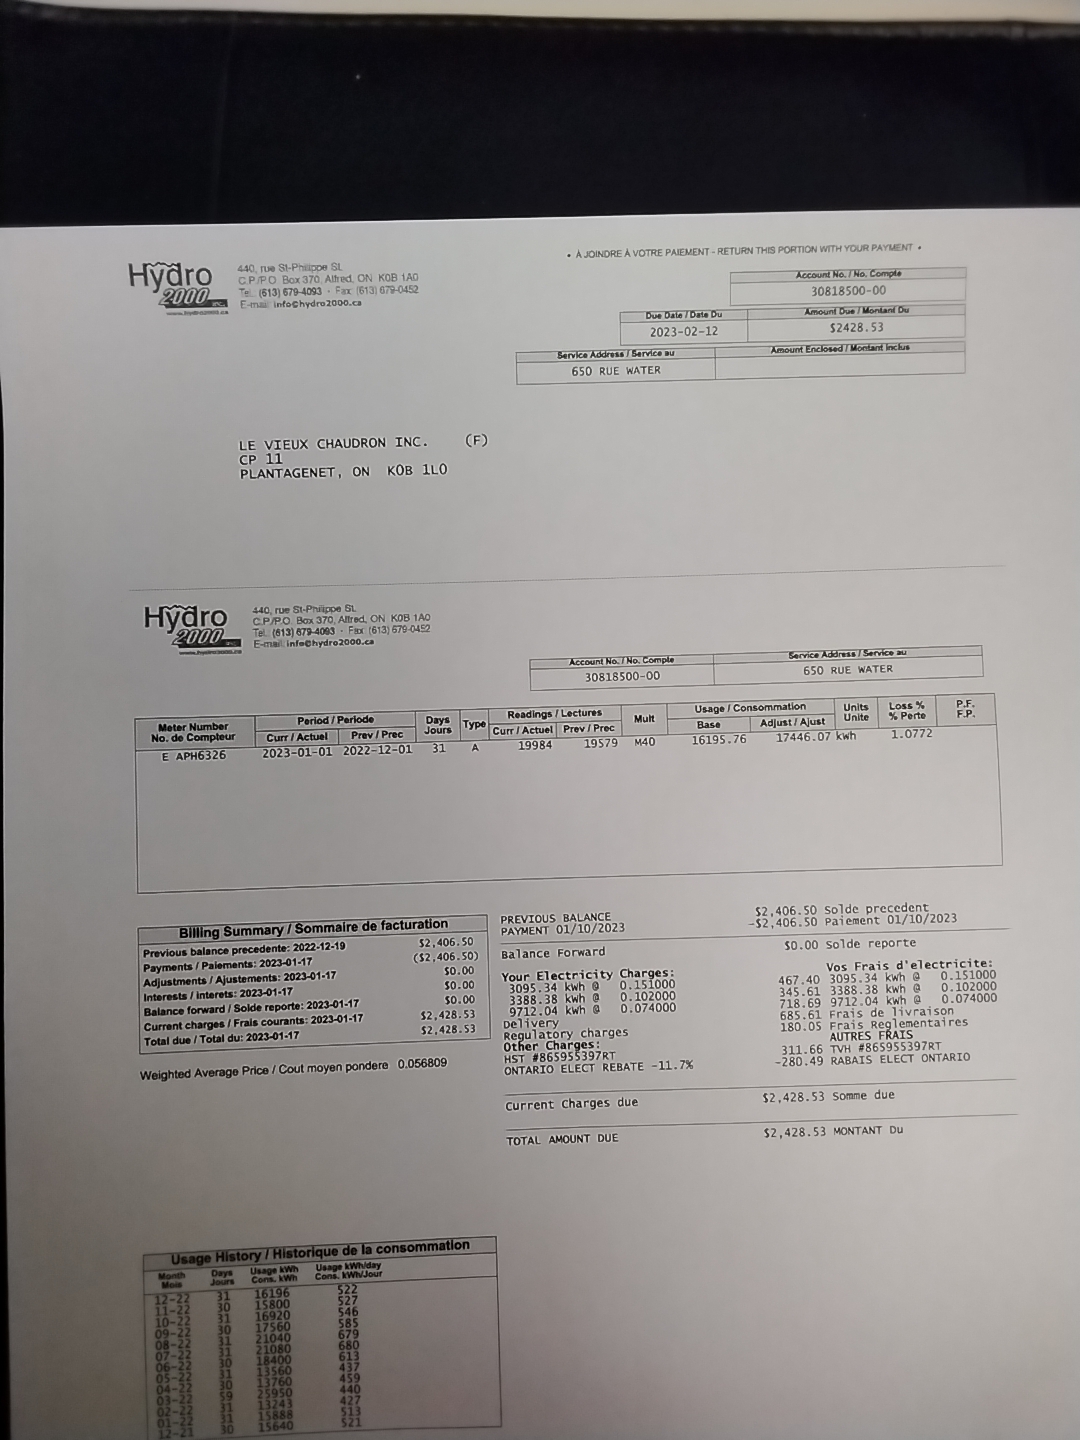 • À JOINDRE À VOTRE PAIEMENT - RETURN THIS PORTION WITH YOUR PAYMENT •
Hydro 2000 INC.
www.hydro2000.ca
440, rue St-Philippe St.
C.P./P.O. Box 370, Alfred, ON K0B 1A0
Tel. (613) 679-4093 · Fax (613) 679-0452
E-mail info@hydro2000.ca
Account No. / No. Compte
30818500-00
Due Date / Date Du Amount Due / Montant Du
2023-02-12 $2428.53
Service Address / Service au Amount Enclosed / Montant Inclus
650 RUE WATER
LE VIEUX CHAUDRON INC. (F)
CP 11
PLANTAGENET, ON K0B 1L0
Hydro 2000 INC.
www.hydro2000.ca
440, rue St-Philippe St.
C.P./P.O. Box 370, Alfred, ON K0B 1A0
Tel. (613) 679-4093 · Fax (613) 679-0452
E-mail info@hydro2000.ca
Account No. / No. Compte Service Address / Service au
30818500-00 650 RUE WATER
Meter Number No. de Compteur Period / Periode Curr / Actuel Prev / Prec Days Jours Type Readings / Lectures Curr / Actuel Prev / Prec Mult Usage / Consommation Base Adjust / Ajust Units Unite Loss % % Perte P.F. F.P.
E APH6326 2023-01-01 2022-12-01 31 A 19984 19579 M40 16195.76 17446.07 kWh 1.0772
Billing Summary / Sommaire de facturation
Previous balance precedente: 2022-12-19 $2,406.50
Payments / Paiements: 2023-01-17 ($2,406.50)
Adjustments / Ajustements: 2023-01-17 $0.00
Interests / interets: 2023-01-17 $0.00
Balance forward / Solde reporte: 2023-01-17 $0.00
Current charges / Frais courants: 2023-01-17 $2,428.53
Total due / Total du: 2023-01-17 $2,428.53
Weighted Average Price / Cout moyen pondere 0.056809
PREVIOUS BALANCE $2,406.50 Solde precedent
PAYMENT 01/10/2023 -$2,406.50 Paiement 01/10/2023
Balance Forward $0.00 Solde reporte
Your Electricity Charges: Vos Frais d'electricite:
3095.34 kWh @ 0.151000 467.40 3095.34 kWh @ 0.151000
3388.38 kWh @ 0.102000 345.61 3388.38 kWh @ 0.102000
9712.04 kWh @ 0.074000 718.69 9712.04 kWh @ 0.074000
Delivery 685.61 Frais de livraison
Regulatory charges 180.05 Frais Reglementaires
Other Charges: AUTRES FRAIS
HST #865955397RT 311.66 TVH #865955397RT
ONTARIO ELECT REBATE -11.7% -280.49 RABAIS ELECT ONTARIO
Current Charges due $2,428.53 Somme due
TOTAL AMOUNT DUE $2,428.53 MONTANT Du
Usage History / Historique de la consommation
Month Mois Days Jours Usage kWh Cons. kWh Usage kWh/day Cons. kWh/Jour
12-22 31 16196 522
11-22 30 15800 527
10-22 31 16920 546
09-22 30 17560 585
08-22 31 21040 679
07-22 31 21080 680
06-22 30 18400 613
05-22 31 13560 437
04-22 30 13760 459
03-22 59 25950 440
02-22 31 13243 427
01-22 31 15888 513
12-21 30 15640 521